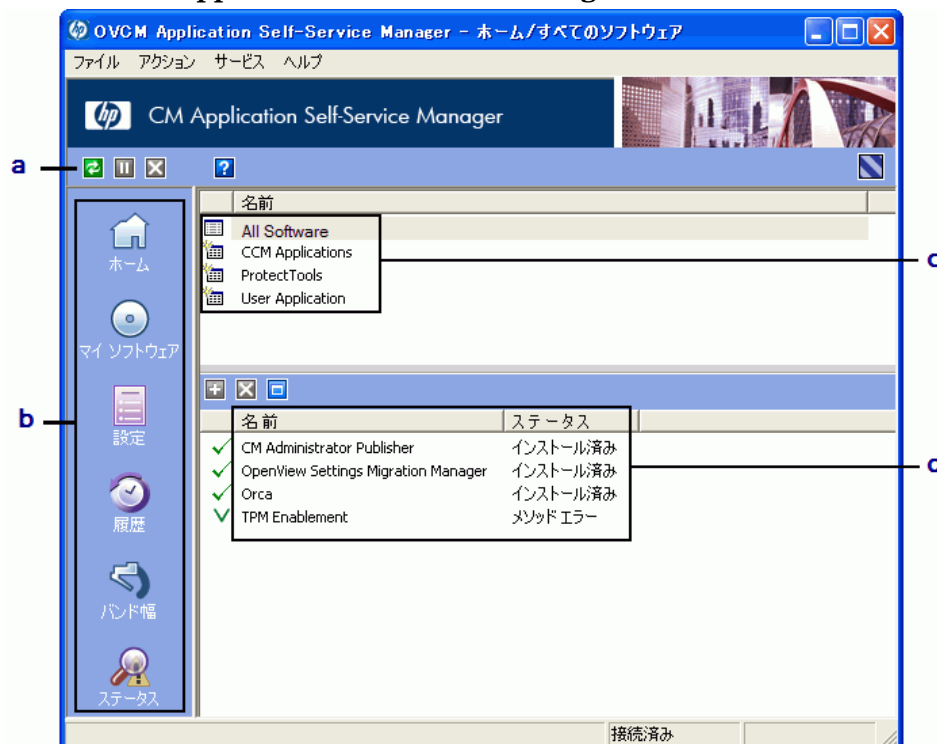 OVCM Application Self-Service Manager - ホーム/すべてのソフトウェア
ファイル アクション サービス ヘルプ
hp CM Application Self-Service Manager
a
名前
All Software
CCM Applications
ProtectTools
User Application
c
ホーム
マイ ソフトウェア
設定
履歴
バンド幅
ステータス
b
名前 ステータス
CM Administrator Publisher インストール済み
OpenView Settings Migration Manager インストール済み
Orca インストール済み
TPM Enablement メソッド エラー
接続済み